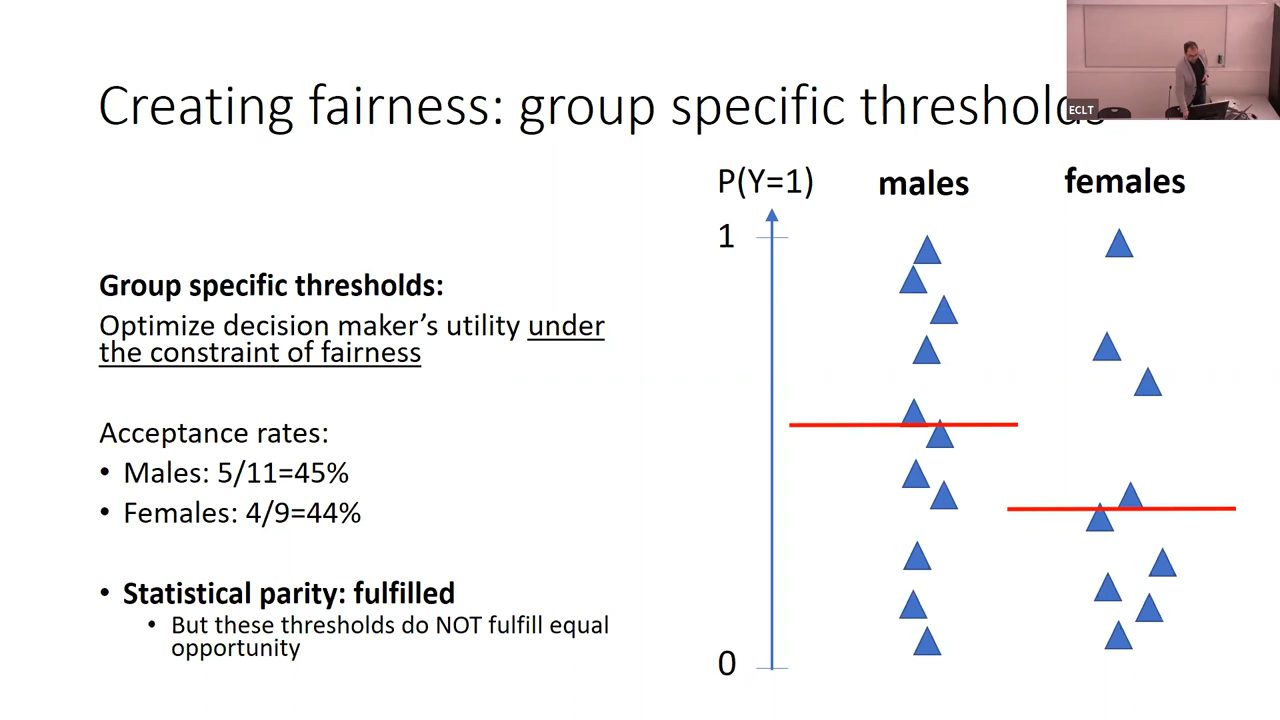 Creating fairness: group specific thresholds
ECLT
P(Y=1)
males
females
1
Group specific thresholds:
Optimize decision maker’s utility under
the constraint of fairness
Acceptance rates:
• Males: 5/11=45%
• Females: 4/9=44%
• Statistical parity: fulfilled
• But these thresholds do NOT fulfill equal
opportunity
0